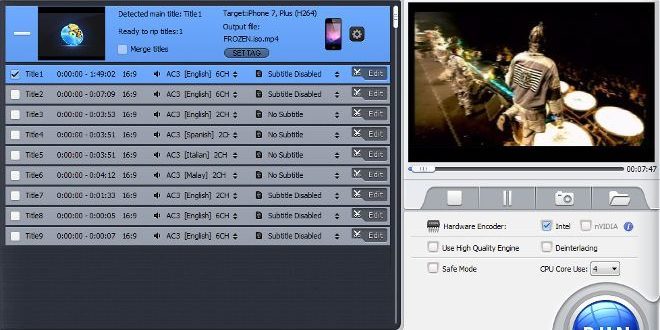 Detected main title: Title1
Ready to rip titles:1
Merge titles
Target:iPhone 7, Plus (H264)
Output file:
FROZEN.iso.mp4
SET TAG
Title1 0:00:00 - 1:49:02 16:9 AC3 [English] 6CH Subtitle Disabled Edit
Title2 0:00:00 - 0:07:09 16:9 AC3 [English] 6CH Subtitle Disabled Edit
Title3 0:00:00 - 0:03:53 16:9 AC3 [English] 2CH No Subtitle Edit
Title4 0:00:00 - 0:03:51 16:9 AC3 [Spanish] 2CH No Subtitle Edit
Title5 0:00:00 - 0:03:51 16:9 AC3 [Italian] 2CH No Subtitle Edit
Title6 0:00:00 - 0:04:12 16:9 AC3 [Malay] 2CH No Subtitle Edit
Title7 0:00:00 - 0:01:33 16:9 AC3 [English] 2CH Subtitle Disabled Edit
Title8 0:00:00 - 0:00:05 16:9 AC3 [English] 6CH Subtitle Disabled Edit
Title9 0:00:00 - 0:00:07 16:9 AC3 [English] 2CH Subtitle Disabled Edit
00:07:47
Hardware Encoder: Intel nVIDIA
Use High Quality Engine Deinterlacing
Safe Mode CPU Core Use: 4
RUN